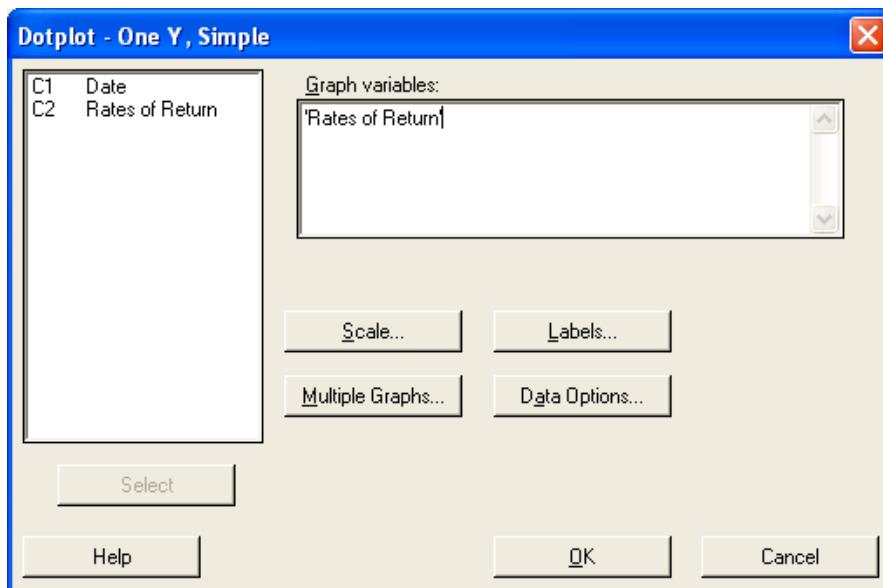 Dotplot - One Y, Simple
C1 Date
C2 Rates of Return
Graph variables:
'Rates of Return'
Scale...
Labels...
Multiple Graphs...
Data Options...
Select
Help
OK
Cancel